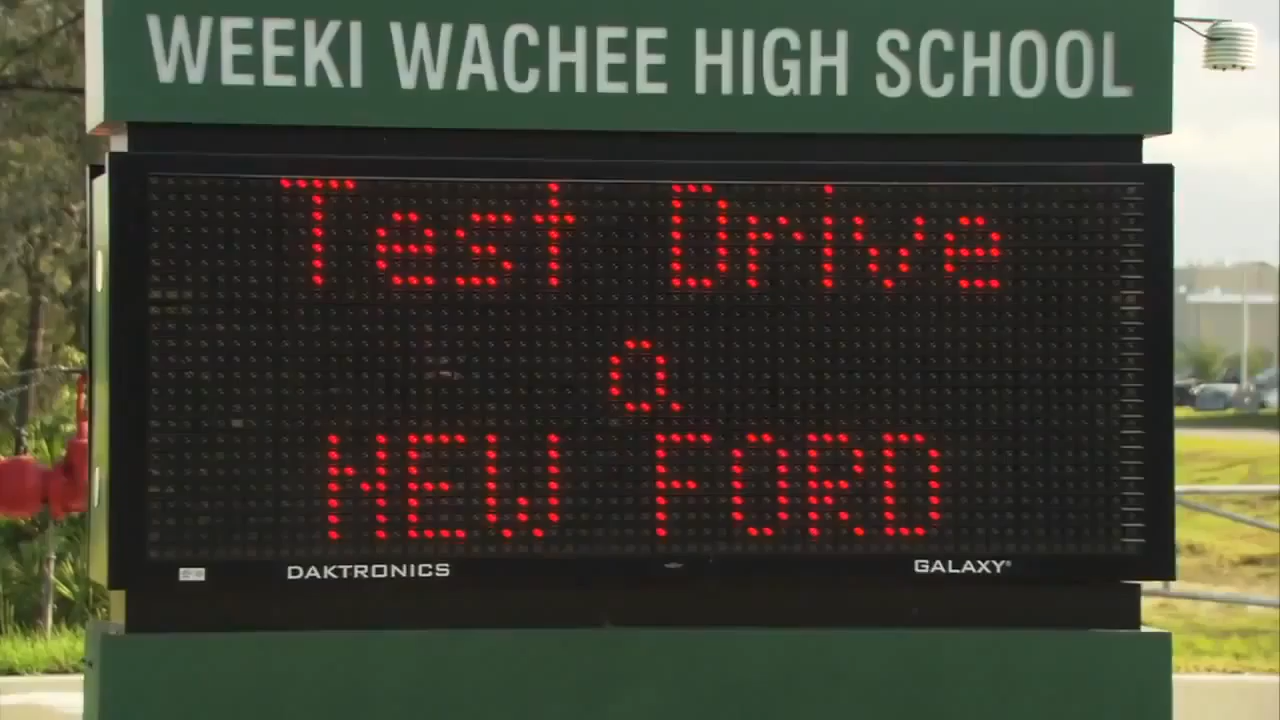 WEEKI WACHEE HIGH SCHOOL
Test Drive
a
NEW FORD
DAKTRONICS GALAXY®